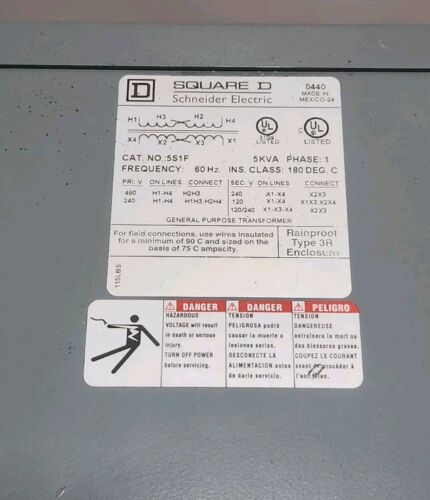 D SQUARE D 0440
Schneider Electric MADE IN
MEXICO 24
H1 H3 H2 H4
X4 X2 X3 X1
UL LISTED C UL LISTED
CAT. NO.:5S1F 5KVA PHASE: 1
FREQUENCY: 60 Hz. INS. CLASS: 180 DEG. C
PRI. V ON LINES CONNECT SEC. V ON LINES CONNECT
480 H1-H4 H2H3 240 X1-X4 X2X3
240 H1-H4 H1H3,H2H4 120 X1-X4 X1X3,X2X4
120/240 X1-X3-X4 X2X3
GENERAL PURPOSE TRANSFORMER
For field connections, use wires insulated
for a minimum of 90 C and sized on the
basis of 75 C ampacity.
Rainproof
Type 3R
Enclosure
115LBS
DANGER
HAZARDOUS
VOLTAGE will result
in death or serious
injury.
TURN OFF POWER
before servicing.
DANGER
TENSION
PELIGROSA podrá
causar la muerte o
lesiones serias.
DESCONECTE LA
ALIMENTACION antes
de darle servicio.
PELIGRO
TENSION
DANGEREUSE
entraînera la mort ou
des blessures graves.
COUPEZ LE COURANT
avant de procéder à
l'entretien.